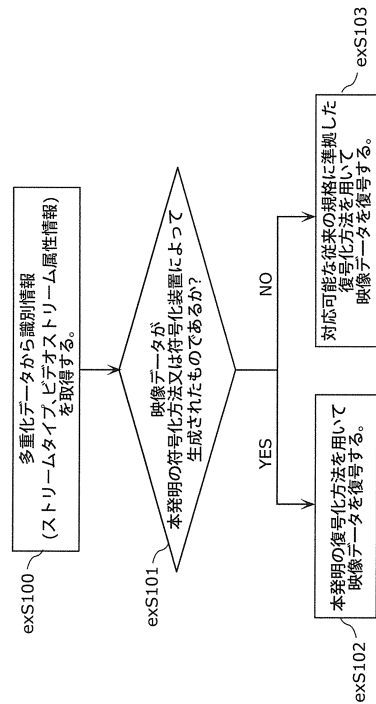 exS100
多重化データから識別情報
(ストリームタイプ、ビデオストリーム属性情報)
を取得する。
exS101
映像データが
本発明の符号化方法又は符号化装置によって
生成されたものであるか?
YES
NO
exS102
本発明の復号化方法を用いて
映像データを復号する。
exS103
対応可能な従来の規格に準拠した
復号化方法を用いて
映像データを復号する。